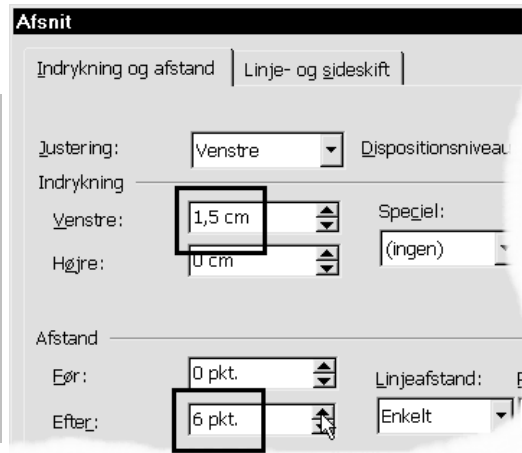 Afsnit
Indrykning og afstand Linje- og sideskift
Justering: Venstre Dispositionsniveau
Indrykning
Venstre: 1,5 cm Speciel:
Højre: 0 cm (ingen)
Afstand
Før: 0 pkt. Linjeafstand:
Efter: 6 pkt. Enkelt